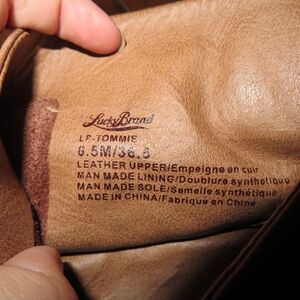 Lucky Brand
LF-TOMMIE
6.5M/36.5
LEATHER UPPER/Empeigne en cuir
MAN MADE LINING/Doublure synthétique
MAN MADE SOLE/Semelle synthétique
MADE IN CHINA/Fabriqué en Chine